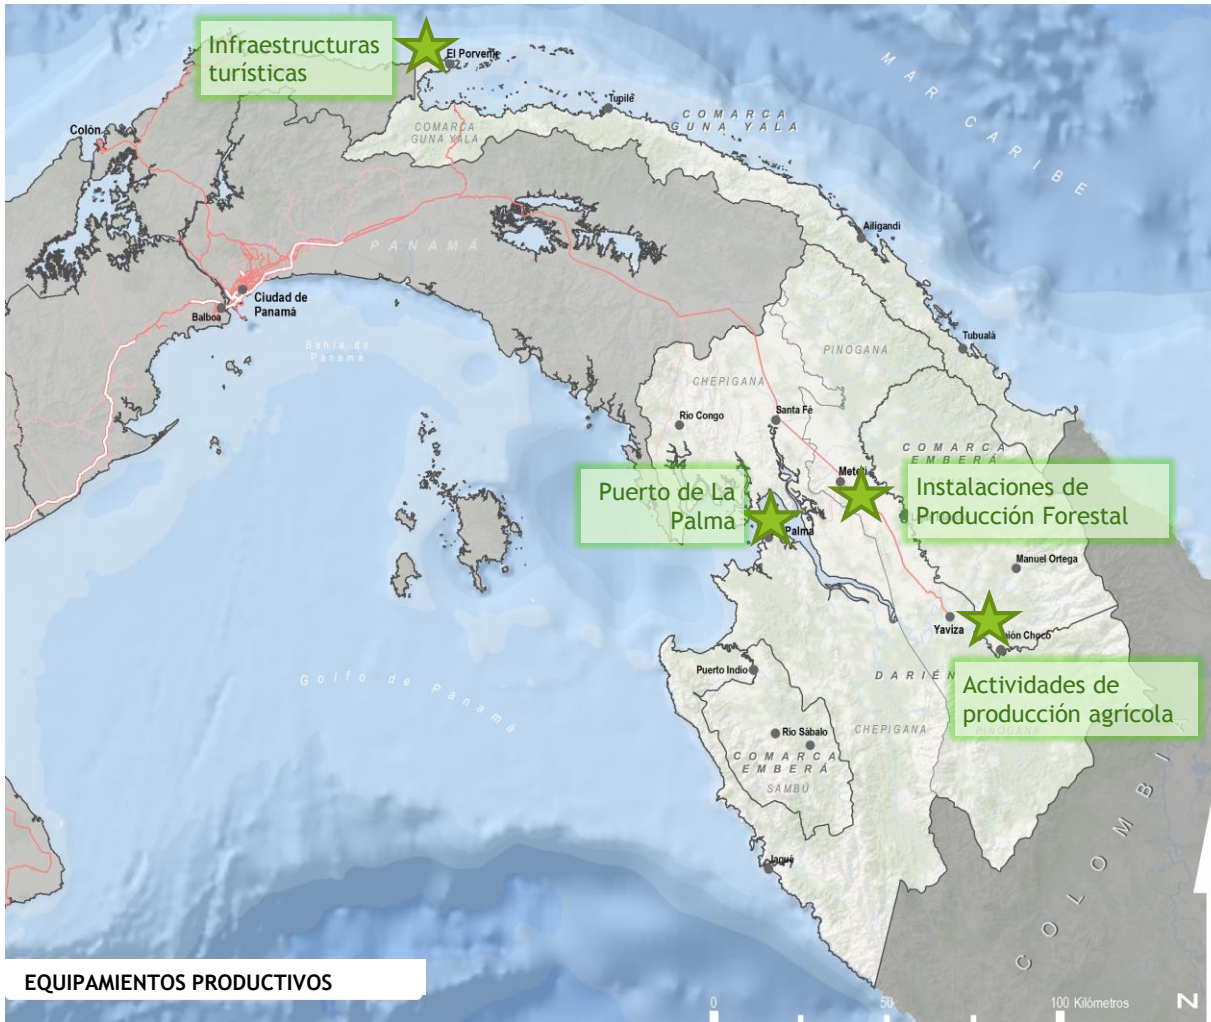 Infraestructuras
turísticas
El Porvenir
MAR CARIBE
Tupile
COMARCA
GUNA YALA
COMARCA
GUNA YALA
Colón
Ailigandi
PANAMÁ
Ciudad de
Panamá
Balboa
Bahía de
Panamá
Tubualá
PINOGANA
CHEPIGANA
Santa Fé
Río Congo
COMARCA
EMBERÁ
Metetí
Puerto de La
Palma
Instalaciones de
Producción Forestal
Palma
Manuel Ortega
Yaviza
Unión Chocó
Puerto Indio
DARIÉN
Golfo de Panamá
Actividades de
producción agrícola
CHEPIGANA
PINOGANA
Río Sábalo
COMARCA
EMBERÁ
SAMBÚ
Jaqué
COLOMBIA
EQUIPAMIENTOS PRODUCTIVOS
0 50 100 Kilómetros
N